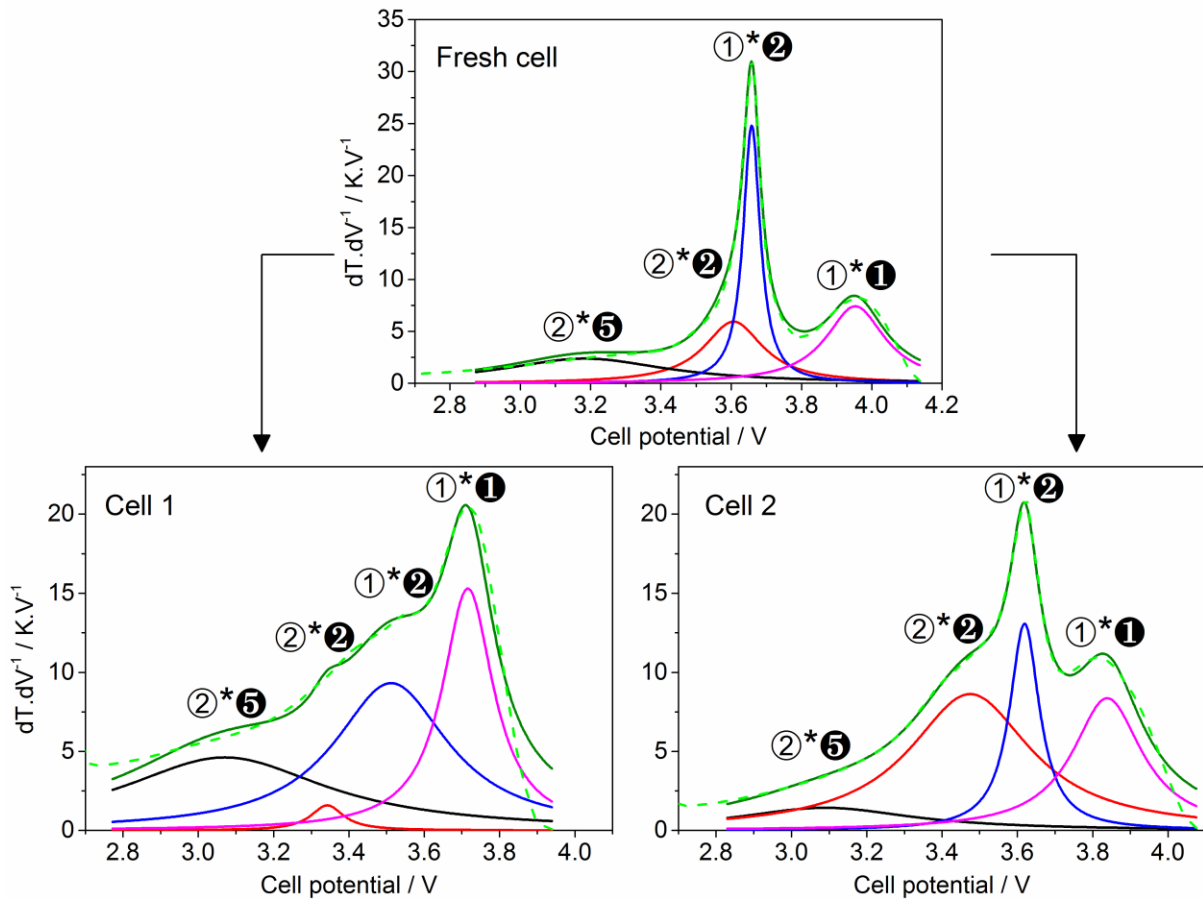 Fresh cell
①*❷
②*❷
①*❶
②*❺
35
30
25
20
15
10
5
0
dT.dV⁻¹ / K.V⁻¹
2.8 3.0 3.2 3.4 3.6 3.8 4.0 4.2
Cell potential / V
Cell 1
①*❶
①*❷
②*❷
②*❺
20
15
10
5
0
dT.dV⁻¹ / K.V⁻¹
2.8 3.0 3.2 3.4 3.6 3.8 4.0
Cell potential / V
Cell 2
①*❷
②*❷
①*❶
②*❺
20
15
10
5
0
2.8 3.0 3.2 3.4 3.6 3.8 4.0
Cell potential / V